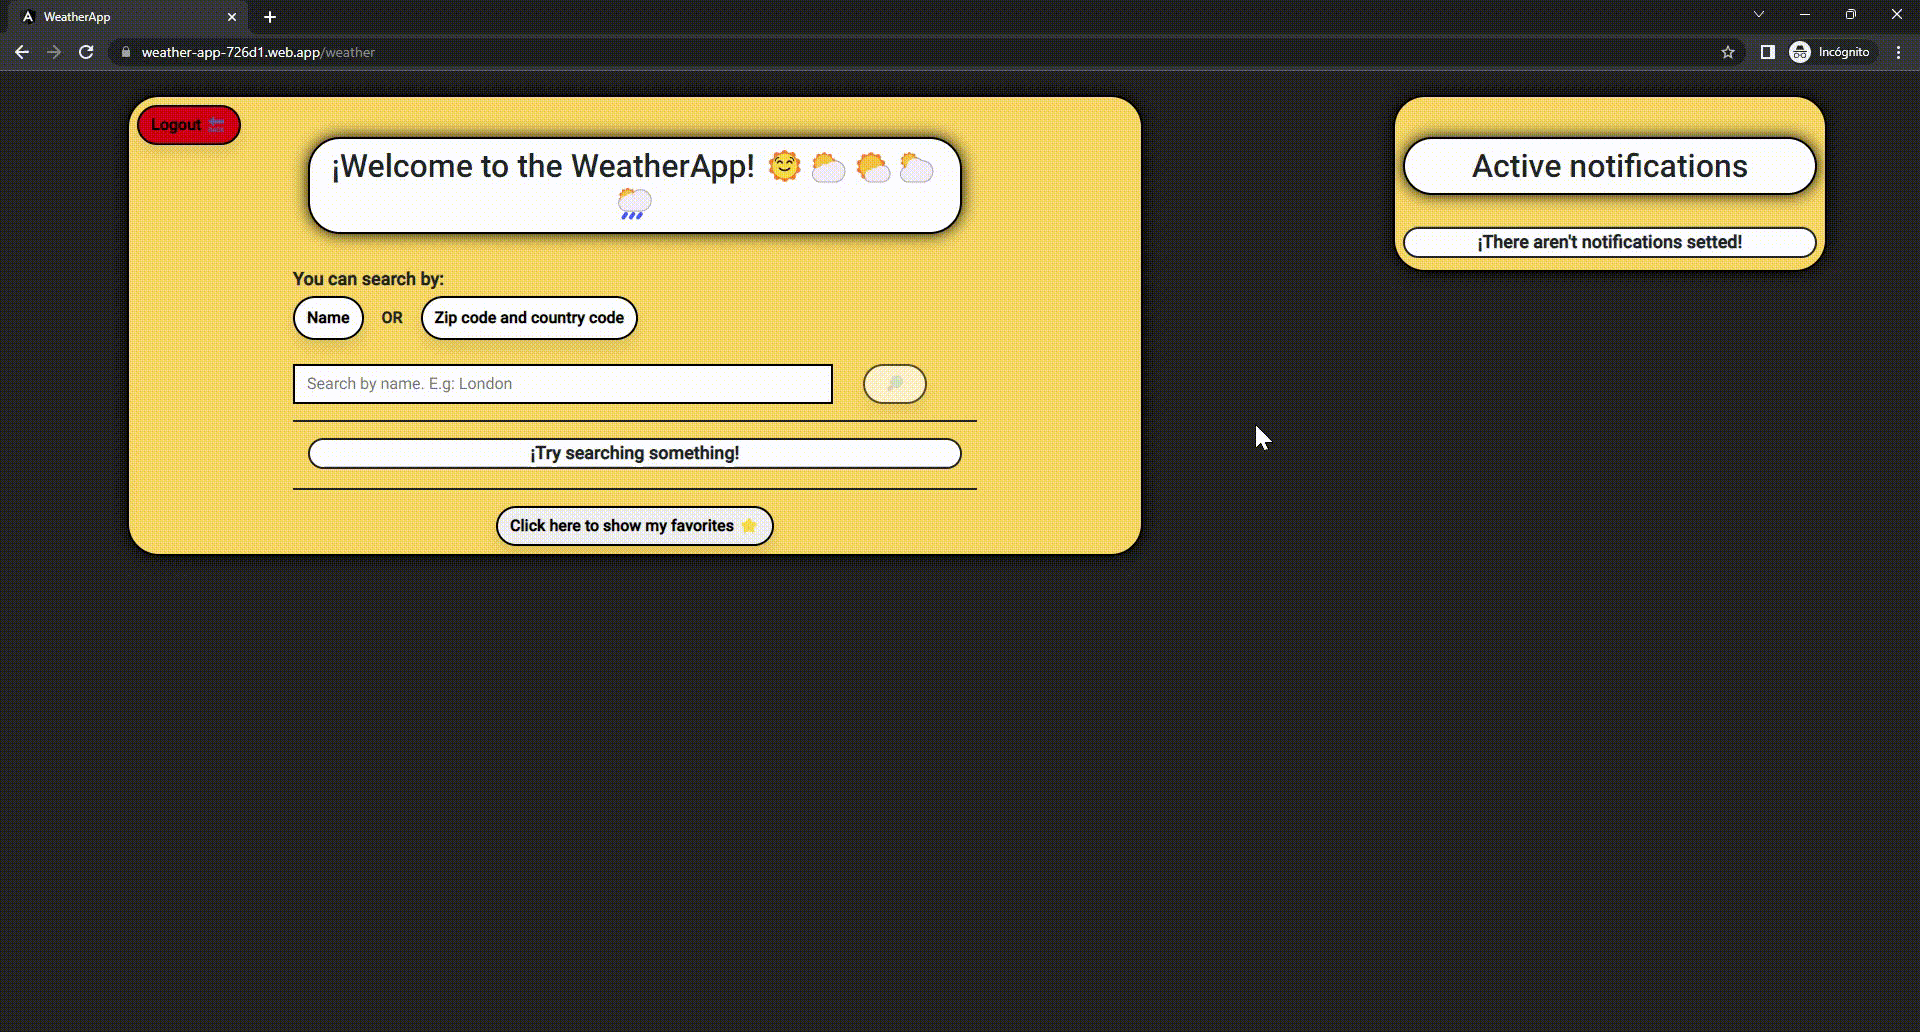 WeatherApp
weather-app-726d1.web.app/weather
Incógnito
Logout
BACK
¡Welcome to the WeatherApp!
You can search by:
Name OR Zip code and country code
Search by name. E.g: London
¡Try searching something!
Click here to show my favorites
Active notifications
¡There aren't notifications setted!